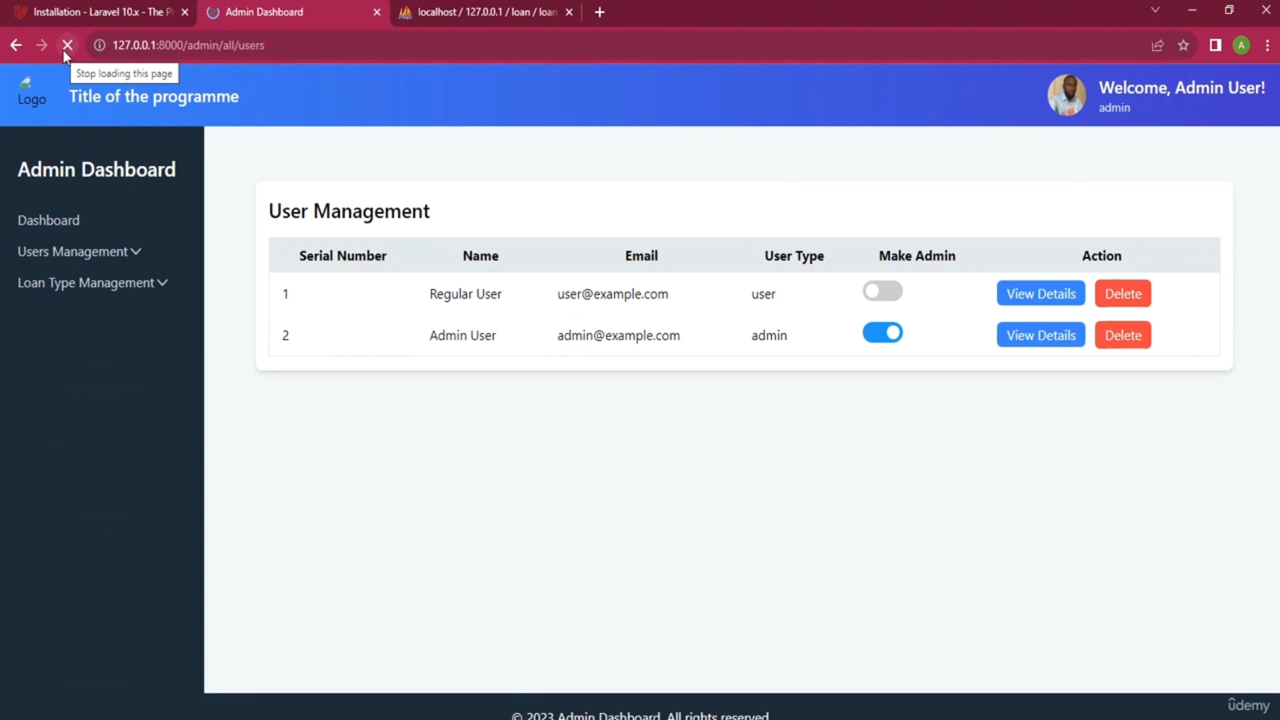 Installation - Laravel 10.x - The P
Admin Dashboard
localhost / 127.0.0.1 / loan / loan
127.0.0.1:8000/admin/all/users
A
Stop loading this page
Logo
Title of the programme
Welcome, Admin User!
admin
Admin Dashboard
Dashboard
Users Management
Loan Type Management
User Management
Serial Number Name Email User Type Make Admin Action
1 Regular User user@example.com user View Details Delete
2 Admin User admin@example.com admin View Details Delete
© 2023 Admin Dashboard. All rights reserved.
ûdemy